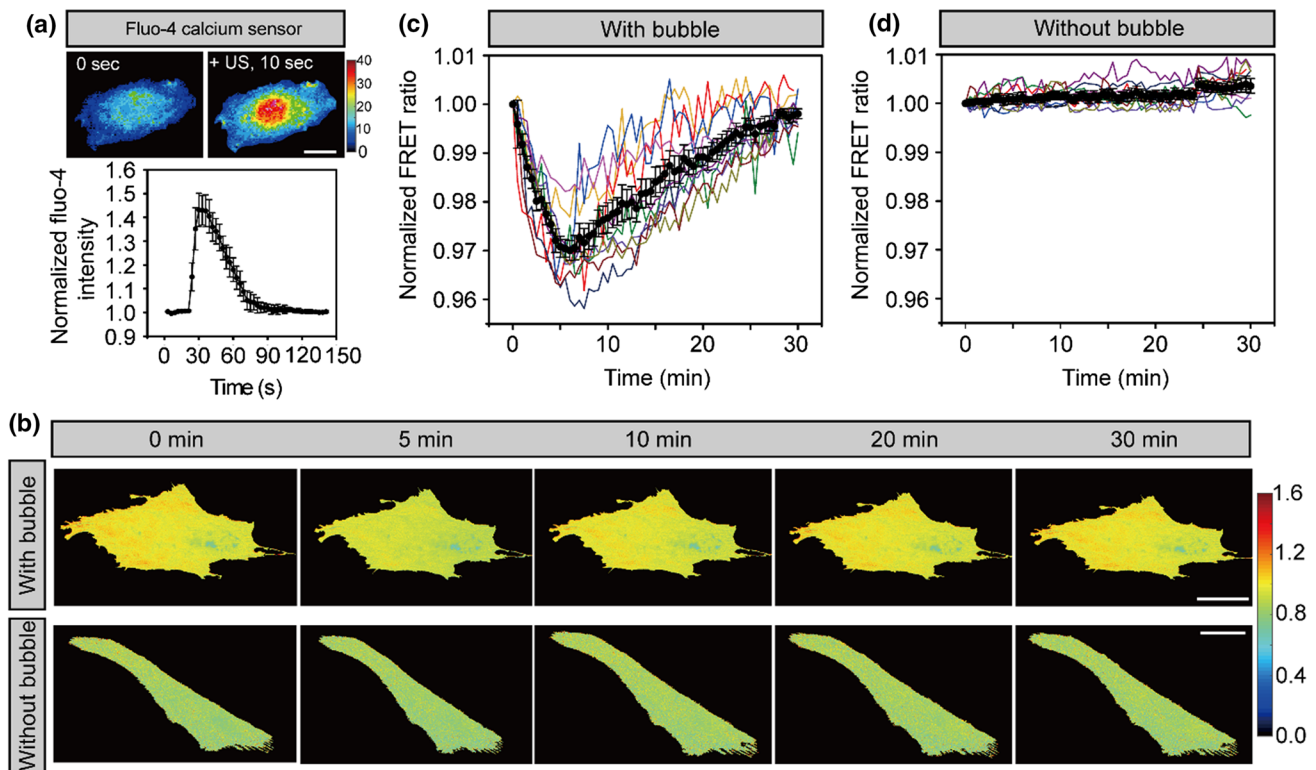 (a)
Fluo-4 calcium sensor
0 sec
+ US, 10 sec
40
30
20
10
0
Normalized fluo-4
intensity
1.6
1.5
1.4
1.3
1.2
1.1
1.0
0.9
0 30 60 90 120 150
Time (s)
(c)
With bubble
Normalized FRET ratio
1.01
1.00
0.99
0.98
0.97
0.96
0 10 20 30
Time (min)
(d)
Without bubble
Normalized FRET ratio
1.01
1.00
0.99
0.98
0.97
0.96
0 10 20 30
Time (min)
(b)
0 min 5 min 10 min 20 min 30 min
With bubble
Without bubble
1.6
1.2
0.8
0.4
0.0